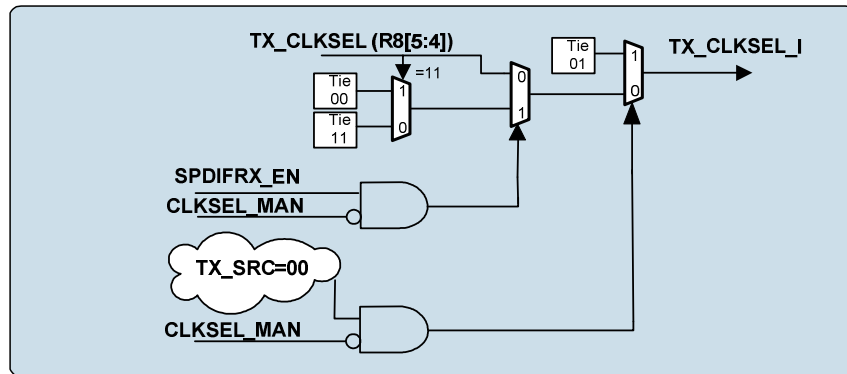 TX_CLKSEL (R8[5:4])
=11
Tie
00
1
0
Tie
11
0
1
Tie
01
1
0
TX_CLKSEL_I
SPDIFRX_EN
CLKSEL_MAN
TX_SRC=00
CLKSEL_MAN